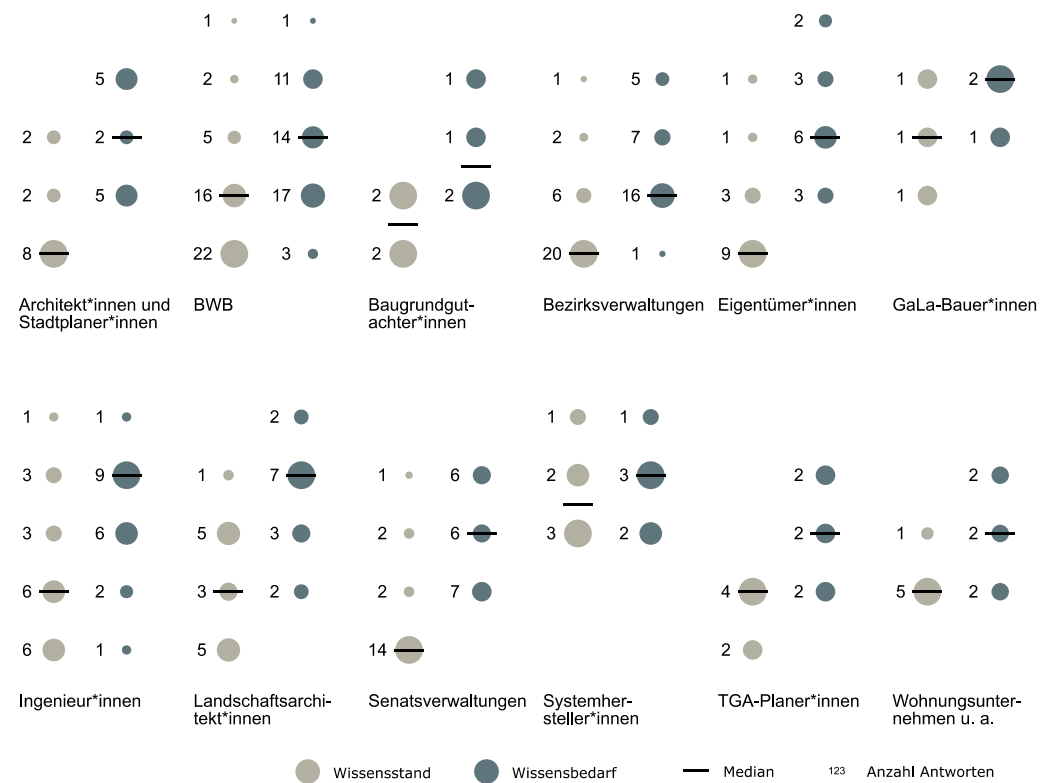 1 1 2
5 2 11 1 1 5 1 3 1 2
2 2 5 14 1 2 7 1 6 1 1
2 5 16 17 2 2 6 16 3 3 1
8 22 3 2 20 1 9
Architekt*innen und BWB Baugrundgut- Bezirksverwaltungen Eigentümer*innen GaLa-Bauer*innen
Stadtplaner*innen achter*innen
1 1 2 1 1
3 9 1 7 1 6 2 3 2 2
3 6 5 3 2 6 3 2 2 1 2
6 2 3 2 2 7 4 2 5 2
6 1 5 14 2
Ingenieur*innen Landschaftsarchi- Senatsverwaltungen Systemher- TGA-Planer*innen Wohnungsunter-
tekt*innen steller*innen nehmen u. a.
Wissensstand Wissensbedarf Median 123 Anzahl Antworten